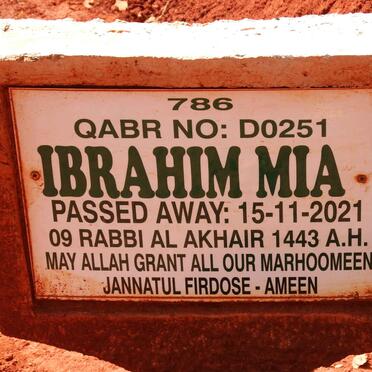 786
QABR NO: D0251
IBRAHIM MIA
PASSED AWAY: 15-11-2021
09 RABBI AL AKHAIR 1443 A.H.
MAY ALLAH GRANT ALL OUR MARHOOMEEN
JANNATUL FIRDOSE - AMEEN